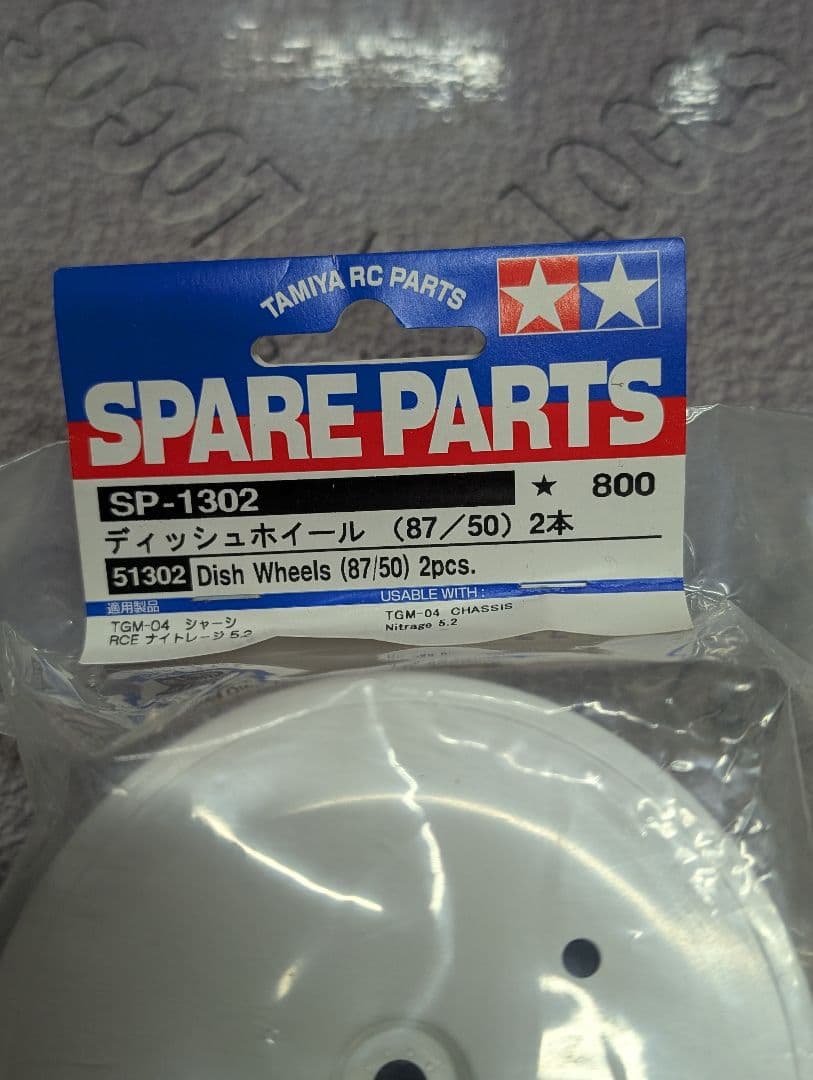 TAMIYA RC PARTS
SPARE PARTS
SP-1302 ★ 800
ディッシュホイール (87/50) 2本
51302 Dish Wheels (87/50) 2pcs.
適用製品 USABLE WITH :
TGM-04 シャーシ TGM-04 CHASSIS
RCE ナイトレージ 5.2 Nitrage 5.2